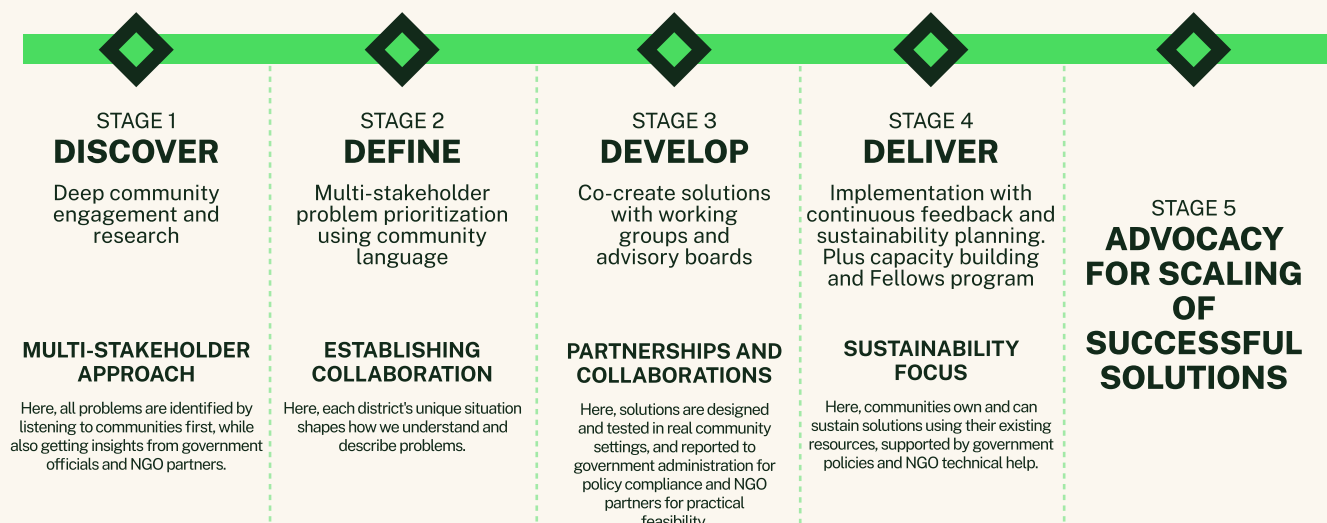 STAGE 1
DISCOVER
Deep community
engagement and
research
MULTI-STAKEHOLDER
APPROACH
Here, all problems are identified by
listening to communities first, while
also getting insights from government
officials and NGO partners.
STAGE 2
DEFINE
Multi-stakeholder
problem prioritization
using community
language
ESTABLISHING
COLLABORATION
Here, each district's unique situation
shapes how we understand and
describe problems.
STAGE 3
DEVELOP
Co-create solutions
with working
groups and
advisory boards
PARTNERSHIPS AND
COLLABORATIONS
Here, solutions are designed
and tested in real community
settings, and reported to
government administration for
policy compliance and NGO
partners for practical
feasibility.
STAGE 4
DELIVER
Implementation with
continuous feedback and
sustainability planning.
Plus capacity building
and Fellows program
SUSTAINABILITY
FOCUS
Here, communities own and can
sustain solutions using their existing
resources, supported by government
policies and NGO technical help.
STAGE 5
ADVOCACY
FOR SCALING
OF
SUCCESSFUL
SOLUTIONS